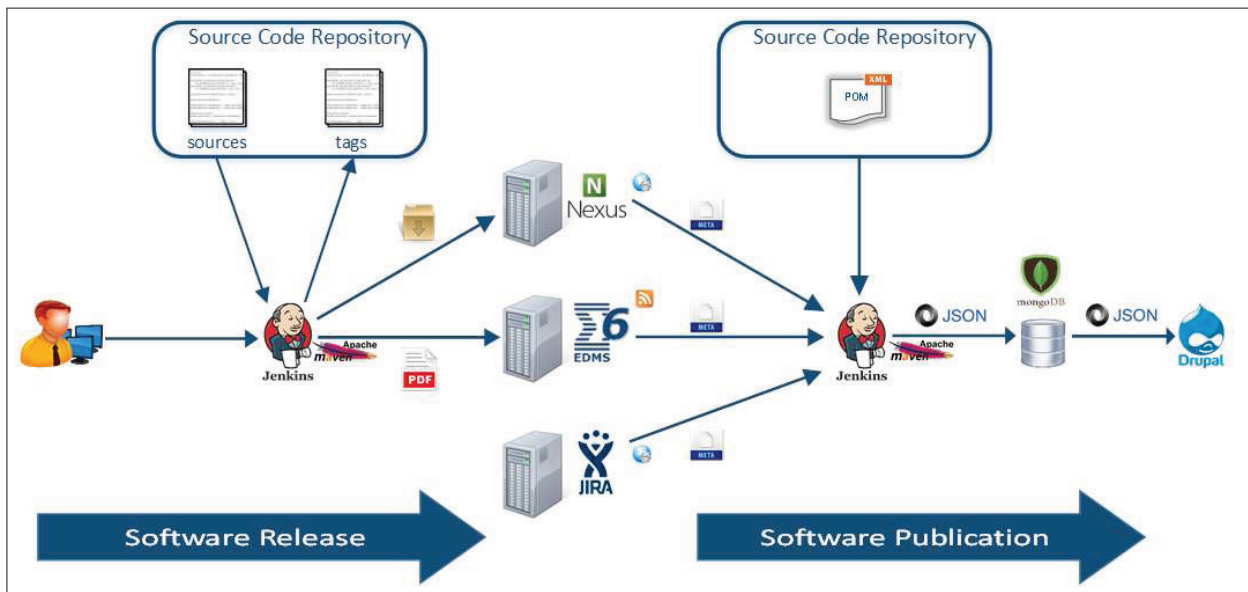 Source Code Repository
sources
tags
Source Code Repository
XML
POM
N
Nexus
META
mongoDB
Jenkins
Apache
maven
PDF
6
EDMS
META
Jenkins
Apache
maven
JSON
JSON
Drupal
JIRA
META
Software Release
Software Publication